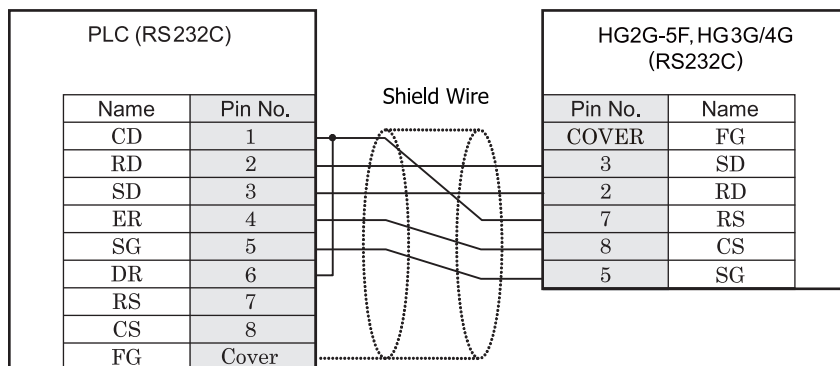 PLC (RS232C)
HG2G-5F, HG3G/4G
(RS232C)
Shield Wire
Name Pin No.
CD 1
RD 2
SD 3
ER 4
SG 5
DR 6
RS 7
CS 8
FG Cover
Pin No. Name
COVER FG
3 SD
2 RD
7 RS
8 CS
5 SG